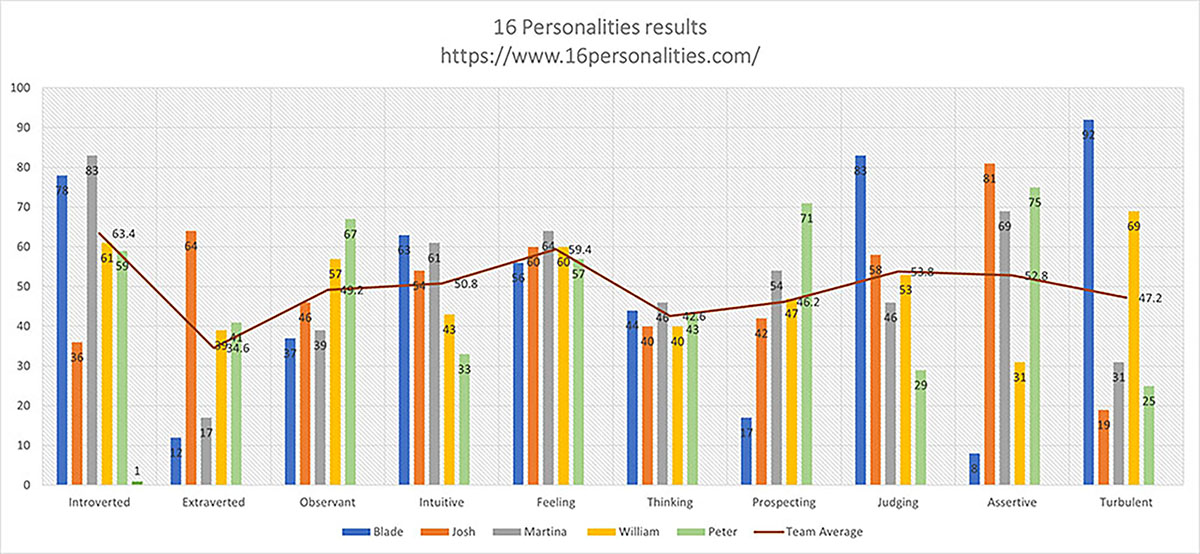 16 Personalities results
https://www.16personalities.com/
100
90
80
70
60
50
40
30
20
10
0
78 36 83 61 59 1 63.4
12 64 17 39 41 34.6
37 46 39 57 67 49.2
63 54 61 43 33 50.8
56 60 64 60 57 59.4
44 40 46 40 43 42.6
17 42 54 47 71 46.2
83 58 46 53 29 53.8
8 81 69 31 75 52.8
92 19 31 69 25 47.2
Introverted Extraverted Observant Intuitive Feeling Thinking Prospecting Judging Assertive Turbulent
Blade Josh Martina William Peter Team Average